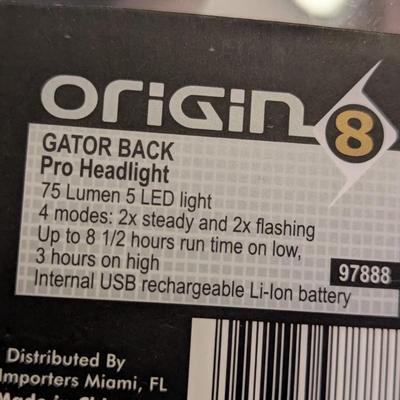 ORiGiN 8
GATOR BACK
Pro Headlight
75 Lumen 5 LED light
4 modes: 2x steady and 2x flashing
Up to 8 1/2 hours run time on low,
3 hours on high
97888
Internal USB rechargeable Li-Ion battery
Distributed By
Importers Miami, FL
Made in